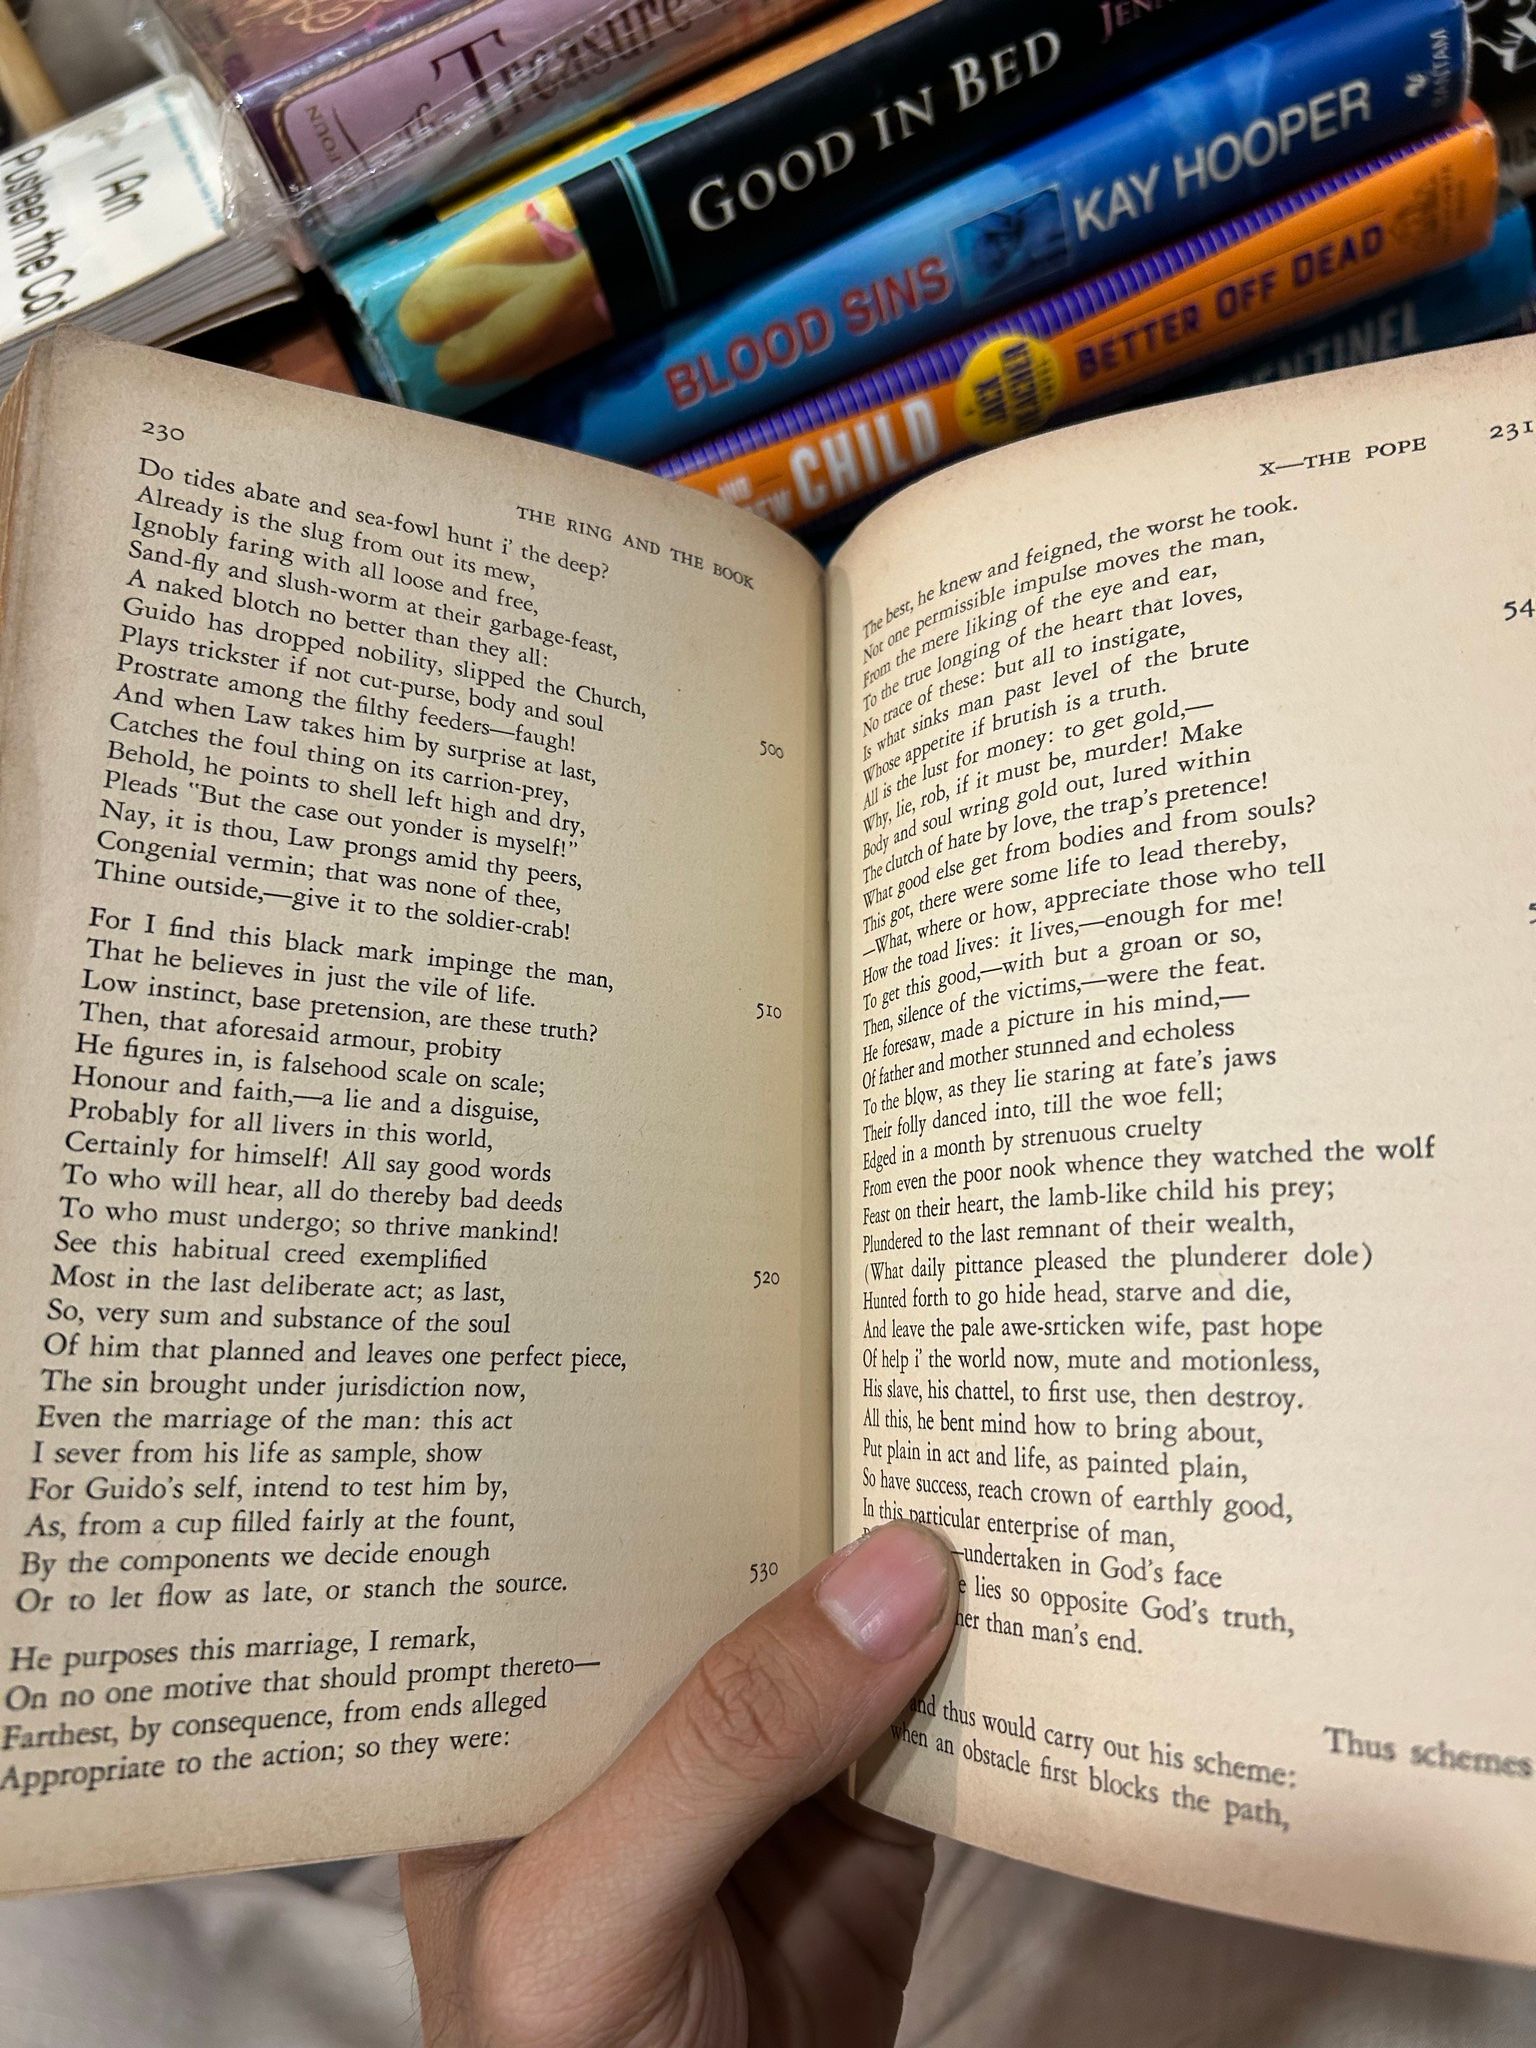 I Am
Pusheen the Cat
FOUN
the Treasure
GOOD IN BED
JENN
BLOOD SINS
KAY HOOPER
BANTAM
CHILD
JACK
REACHER
BETTER OFF DEAD
ENTINEL
230
THE RING AND THE BOOK
Do tides abate and sea-fowl hunt i' the deep?
Already is the slug from out its mew,
Ignobly faring with all loose and free,
Sand-fly and slush-worm at their garbage-feast,
A naked blotch no better than they all:
Guido has dropped nobility, slipped the Church,
Plays trickster if not cut-purse, body and soul
Prostrate among the filthy feeders—faugh!
And when Law takes him by surprise at last, 500
Catches the foul thing on its carrion-prey,
Behold, he points to shell left high and dry,
Pleads "But the case out yonder is myself!"
Nay, it is thou, Law prongs amid thy peers,
Congenial vermin; that was none of thee,
Thine outside,—give it to the soldier-crab!
For I find this black mark impinge the man,
That he believes in just the vile of life.
Low instinct, base pretension, are these truth?
Then, that aforesaid armour, probity 510
He figures in, is falsehood scale on scale;
Honour and faith,—a lie and a disguise,
Probably for all livers in this world,
Certainly for himself! All say good words
To who will hear, all do thereby bad deeds
To who must undergo; so thrive mankind!
See this habitual creed exemplified
Most in the last deliberate act; as last,
So, very sum and substance of the soul
Of him that planned and leaves one perfect piece, 520
The sin brought under jurisdiction now,
Even the marriage of the man: this act
I sever from his life as sample, show
For Guido's self, intend to test him by,
As, from a cup filled fairly at the fount,
By the components we decide enough
Or to let flow as late, or stanch the source.
He purposes this marriage, I remark,
On no one motive that should prompt thereto—
Farthest, by consequence, from ends alleged 530
Appropriate to the action; so they were:
X—THE POPE
231
The best, he knew and feigned, the worst he took.
Not one permissible impulse moves the man,
From the mere liking of the eye and ear,
To the true longing of the heart that loves,
No trace of these: but all to instigate,
Is what sinks man past level of the brute
Whose appetite if brutish is a truth.
All is the lust for money: to get gold,—
Why, lie, rob, if it must be, murder! Make 54
Body and soul wring gold out, lured within
The clutch of hate by love, the trap's pretence!
What good else get from bodies and from souls?
This got, there were some life to lead thereby,
—What, where or how, appreciate those who tell
How the toad lives: it lives,—enough for me!
To get this good,—with but a groan or so,
Then, silence of the victims,—were the feat.
He foresaw, made a picture in his mind,—
Of father and mother stunned and echoless 5
To the blow, as they lie staring at fate's jaws
Their folly danced into, till the woe fell;
Edged in a month by strenuous cruelty
From even the poor nook whence they watched the wolf
Feast on their heart, the lamb-like child his prey;
Plundered to the last remnant of their wealth,
(What daily pittance pleased the plunderer dole)
Hunted forth to go hide head, starve and die,
And leave the pale awe-srticken wife, past hope
Of help i' the world now, mute and motionless,
His slave, his chattel, to first use, then destroy.
All this, he bent mind how to bring about,
Put plain in act and life, as painted plain,
So have success, reach crown of earthly good,
In this particular enterprise of man,
—undertaken in God's face
lies so opposite God's truth,
than man's end.
Thus schemes
and thus would carry out his scheme:
when an obstacle first blocks the path,